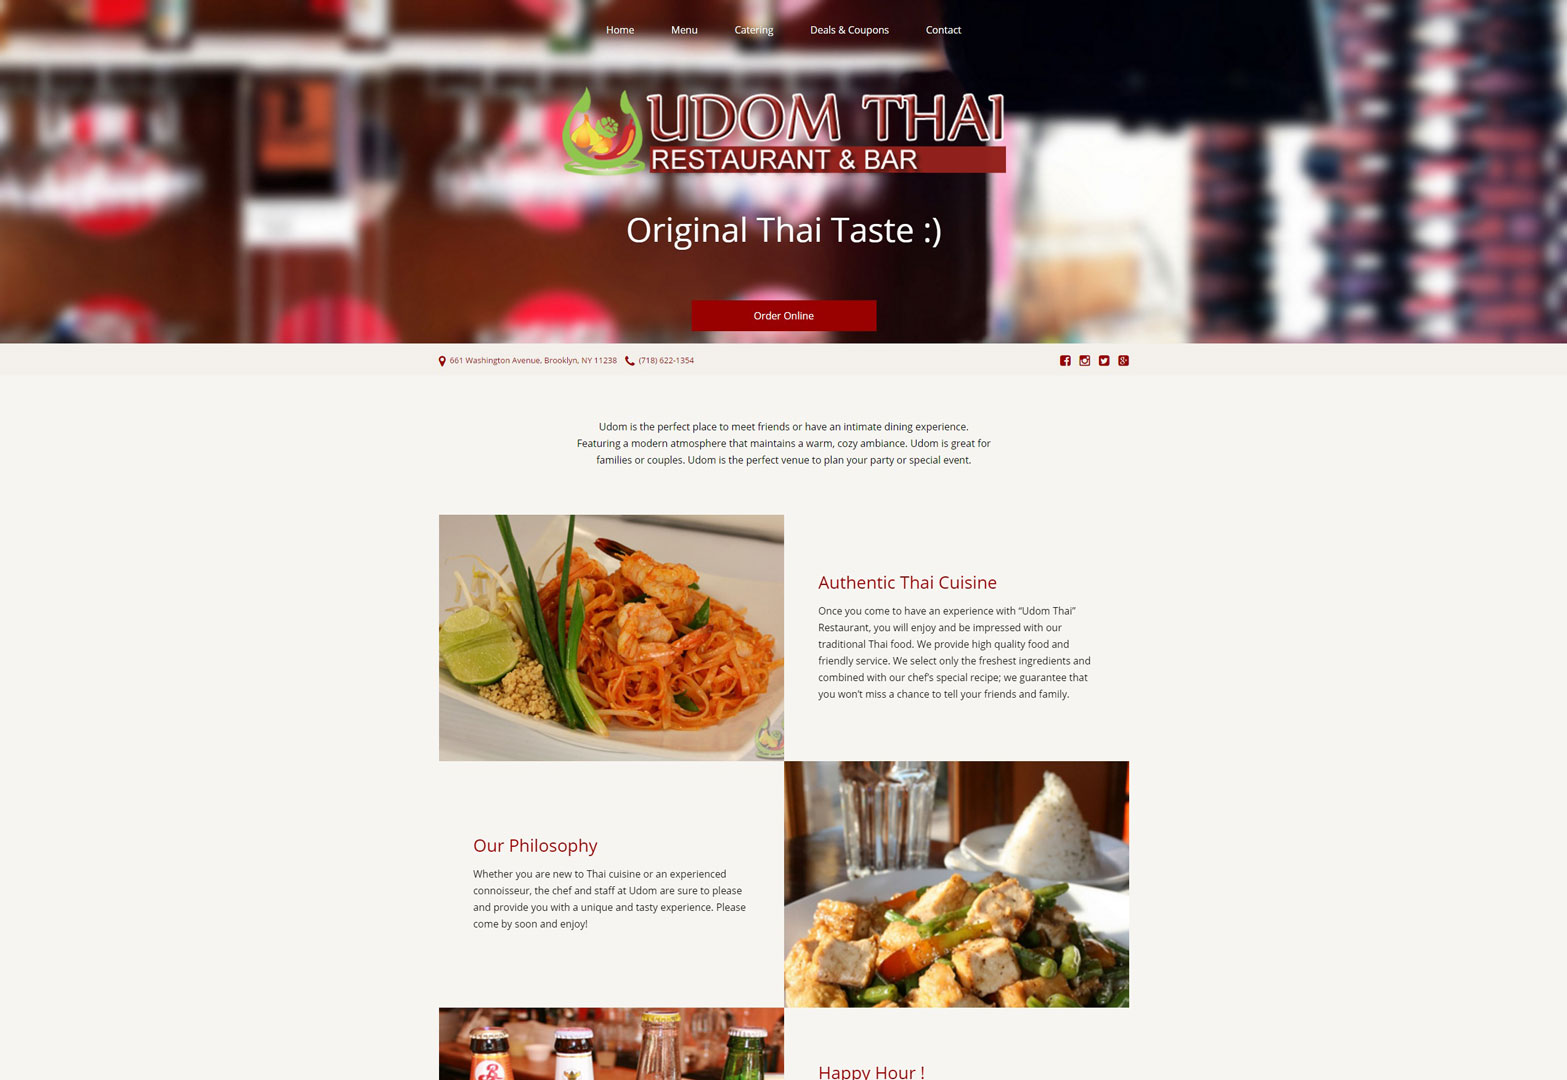 Home Menu Catering Deals & Coupons Contact
UDOM THAI
RESTAURANT & BAR
Original Thai Taste :)
Order Online
661 Washington Avenue, Brooklyn, NY 11238 (718) 622-1354
Udom is the perfect place to meet friends or have an intimate dining experience.
Featuring a modern atmosphere that maintains a warm, cozy ambiance. Udom is great for
families or couples. Udom is the perfect venue to plan your party or special event.
Authentic Thai Cuisine
Once you come to have an experience with “Udom Thai”
Restaurant, you will enjoy and be impressed with our
traditional Thai food. We provide high quality food and
friendly service. We select only the freshest ingredients and
combined with our chef’s special recipe; we guarantee that
you won’t miss a chance to tell your friends and family.
Our Philosophy
Whether you are new to Thai cuisine or an experienced
connoisseur, the chef and staff at Udom are sure to please
and provide you with a unique and tasty experience. Please
come by soon and enjoy!
Happy Hour !